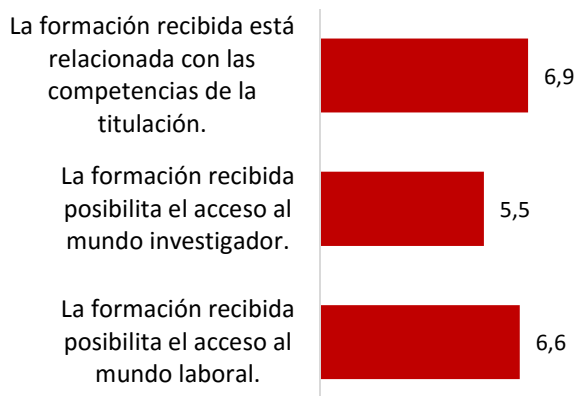 La formación recibida está
relacionada con las
competencias de la
titulación.
6,9
La formación recibida
posibilita el acceso al
mundo investigador.
5,5
La formación recibida
posibilita el acceso al
mundo laboral.
6,6